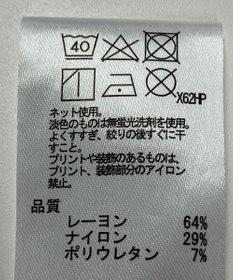 40
X62HP
ネット使用。
淡色のものは無蛍光洗剤を使用。
よくすすぎ、絞りの後すぐに干
すこと。
プリントや装飾のあるものは、
プリント、装飾部分のアイロン
禁止。
品質
レーヨン 64%
ナイロン 29%
ポリウレタン 7%